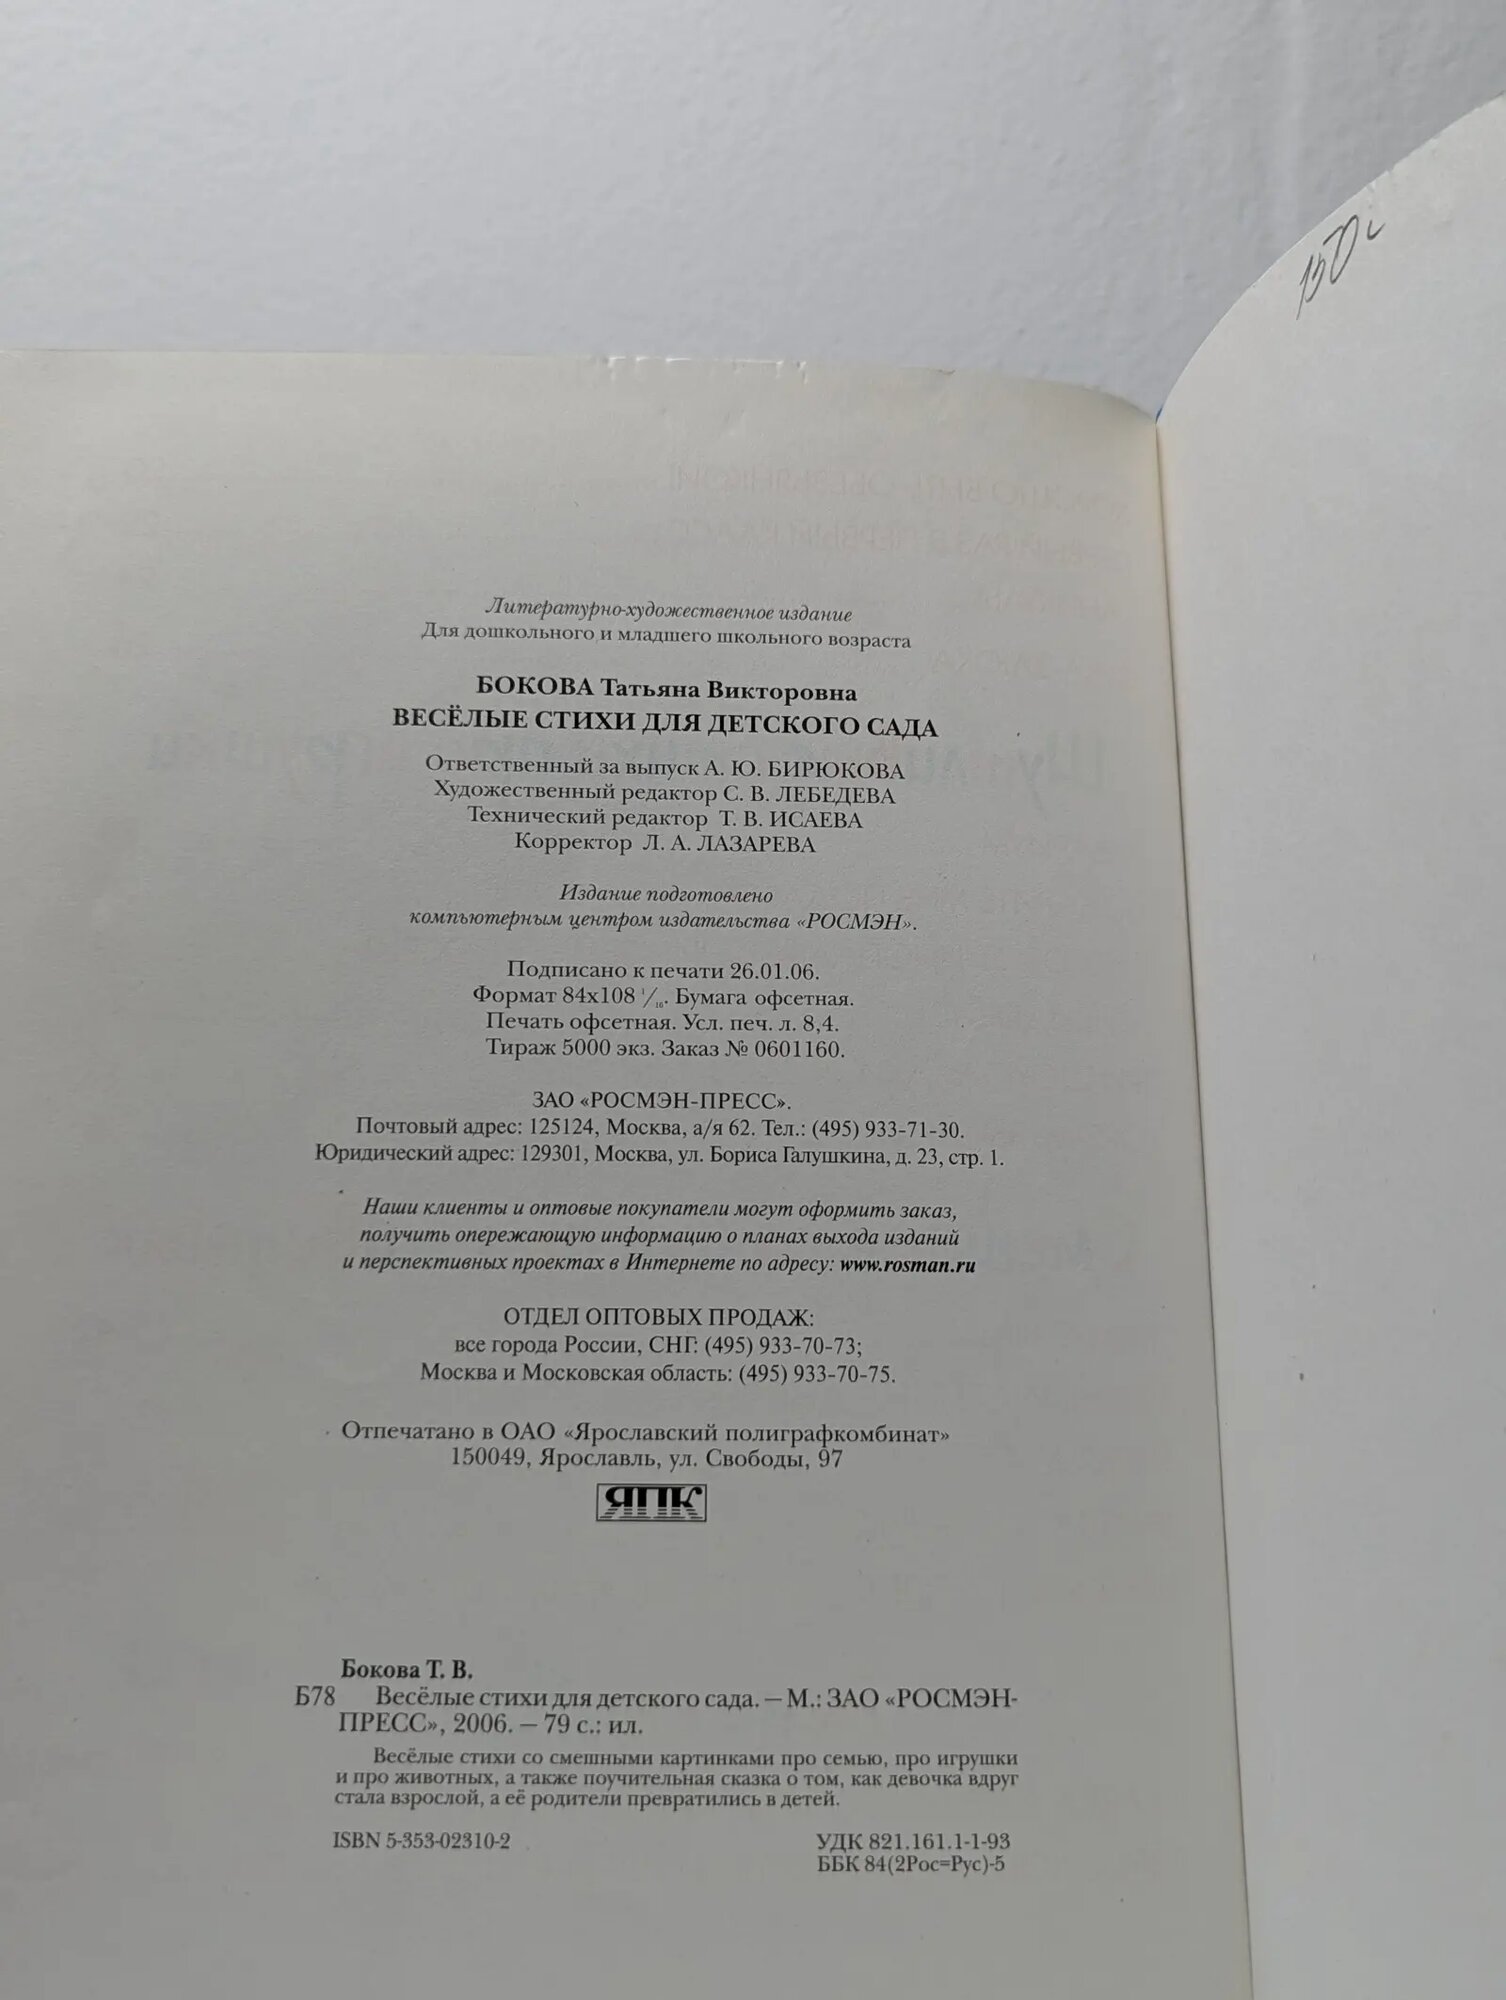 Литературно-художественное издание
Для дошкольного и младшего школьного возраста
БОКОВА Татьяна Викторовна
ВЕСЁЛЫЕ СТИХИ ДЛЯ ДЕТСКОГО САДА
Ответственный за выпуск А. Ю. БИРЮКОВА
Художественный редактор С. В. ЛЕБЕДЕВА
Технический редактор Т. В. ИСАЕВА
Корректор Л. А. ЛАЗАРЕВА
Издание подготовлено
компьютерным центром издательства «РОСМЭН».
Подписано к печати 26.01.06.
Формат 84х108 1/16. Бумага офсетная.
Печать офсетная. Усл. печ. л. 8,4.
Тираж 5000 экз. Заказ № 0601160.
ЗАО «РОСМЭН-ПРЕСС».
Почтовый адрес: 125124, Москва, а/я 62. Тел.: (495) 933-71-30.
Юридический адрес: 129301, Москва, ул. Бориса Галушкина, д. 23, стр. 1.
Наши клиенты и оптовые покупатели могут оформить заказ,
получить опережающую информацию о планах выхода изданий
и перспективных проектах в Интернете по адресу: www.rosman.ru
ОТДЕЛ ОПТОВЫХ ПРОДАЖ:
все города России, СНГ: (495) 933-70-73;
Москва и Московская область: (495) 933-70-75.
Отпечатано в ОАО «Ярославский полиграфкомбинат»
150049, Ярославль, ул. Свободы, 97
ЯПК
Бокова Т. В.
Б78 Весёлые стихи для детского сада. — М.: ЗАО «РОСМЭН-
ПРЕСС», 2006. — 79 с.: ил.
Весёлые стихи со смешными картинками про семью, про игрушки
и про животных, а также поучительная сказка о том, как девочка вдруг
стала взрослой, а её родители превратились в детей.
ISBN 5-353-02310-2
УДК 821.161.1-1-93
ББК 84(2Рос=Рус)-5